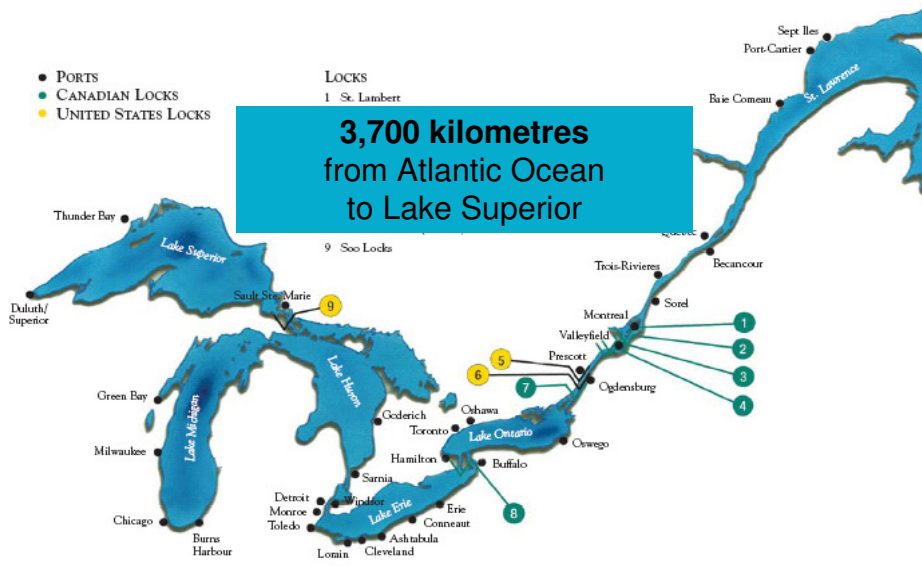 Sept Iles
Port-Cartier
St. Lawrence
Baie Comeau
PORTS
CANADIAN LOCKS
UNITED STATES LOCKS
LOCKS
1 St. Lambert
3,700 kilometres
from Atlantic Ocean
to Lake Superior
9 Soo Locks
Thunder Bay
Lake Superior
Duluth/
Superior
Sault Ste. Marie
9
Becancour
Trois-Rivieres
Sorel
Montreal
Valleyfield
1
2
3
4
Prescott
5
6
7
Ogdensburg
Green Bay
Lake Michigan
Lake Huron
Goderich
Oshawa
Toronto
Lake Ontario
Oswego
Milwaukee
Hamilton
Buffalo
8
Sarnia
Detroit
Windsor
Monroe
Toledo
Lake Erie
Erie
Conneaut
Ashtabula
Cleveland
Lorain
Chicago
Burns
Harbour